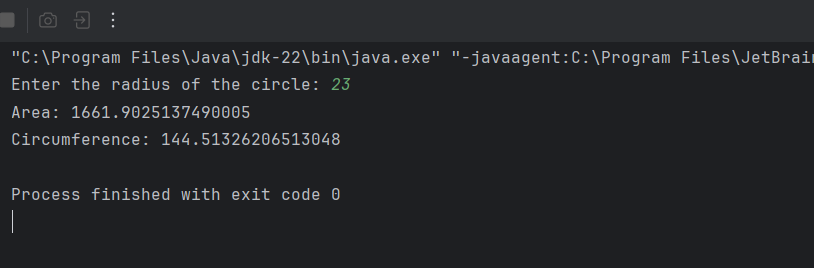 "C:\Program Files\Java\jdk-22\bin\java.exe" "-javaagent:C:\Program Files\JetBrain
Enter the radius of the circle: 23
Area: 1661.9025137490005
Circumference: 144.51326206513048
Process finished with exit code 0